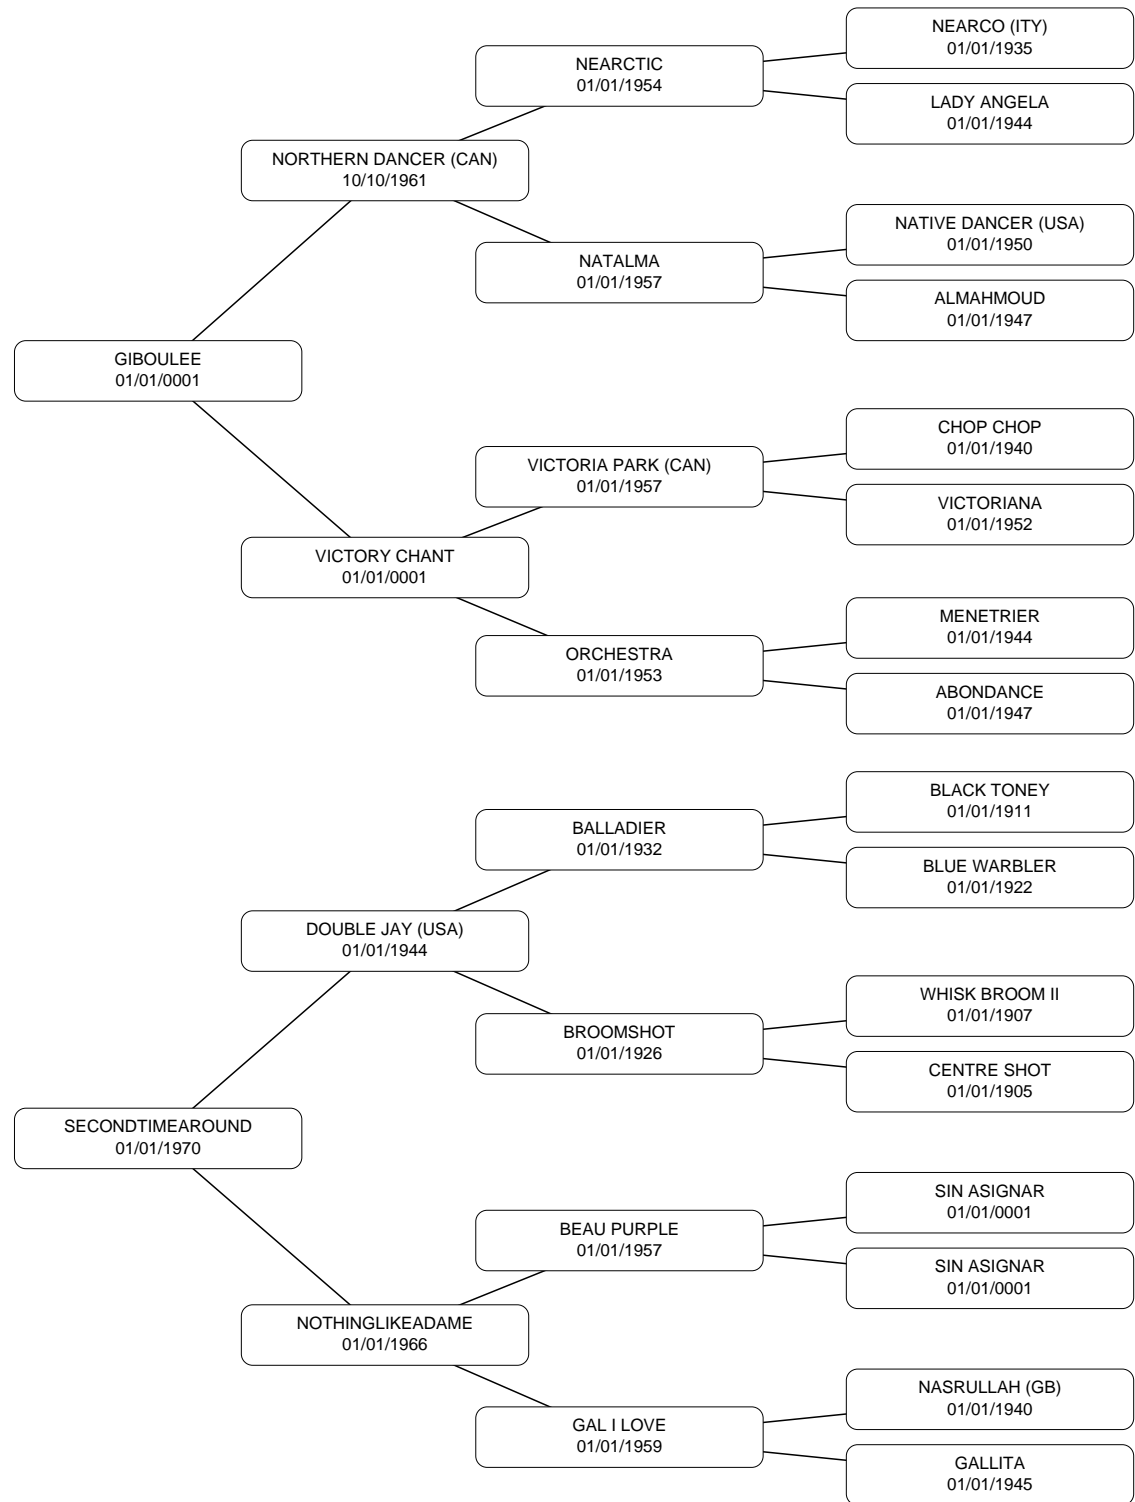 NEARCO (ITY)
01/01/1935
NEARCTIC
01/01/1954
LADY ANGELA
01/01/1944
NORTHERN DANCER (CAN)
10/10/1961
NATIVE DANCER (USA)
01/01/1950
NATALMA
01/01/1957
ALMAHMOUD
01/01/1947
GIBOULEE
01/01/0001
CHOP CHOP
01/01/1940
VICTORIA PARK (CAN)
01/01/1957
VICTORIANA
01/01/1952
VICTORY CHANT
01/01/0001
MENETRIER
01/01/1944
ORCHESTRA
01/01/1953
ABONDANCE
01/01/1947
BLACK TONEY
01/01/1911
BALLADIER
01/01/1932
BLUE WARBLER
01/01/1922
DOUBLE JAY (USA)
01/01/1944
WHISK BROOM II
01/01/1907
BROOMSHOT
01/01/1926
CENTRE SHOT
01/01/1905
SECONDTIMEAROUND
01/01/1970
SIN ASIGNAR
01/01/0001
BEAU PURPLE
01/01/1957
SIN ASIGNAR
01/01/0001
NOTHINGLIKEADAME
01/01/1966
NASRULLAH (GB)
01/01/1940
GAL I LOVE
01/01/1959
GALLITA
01/01/1945